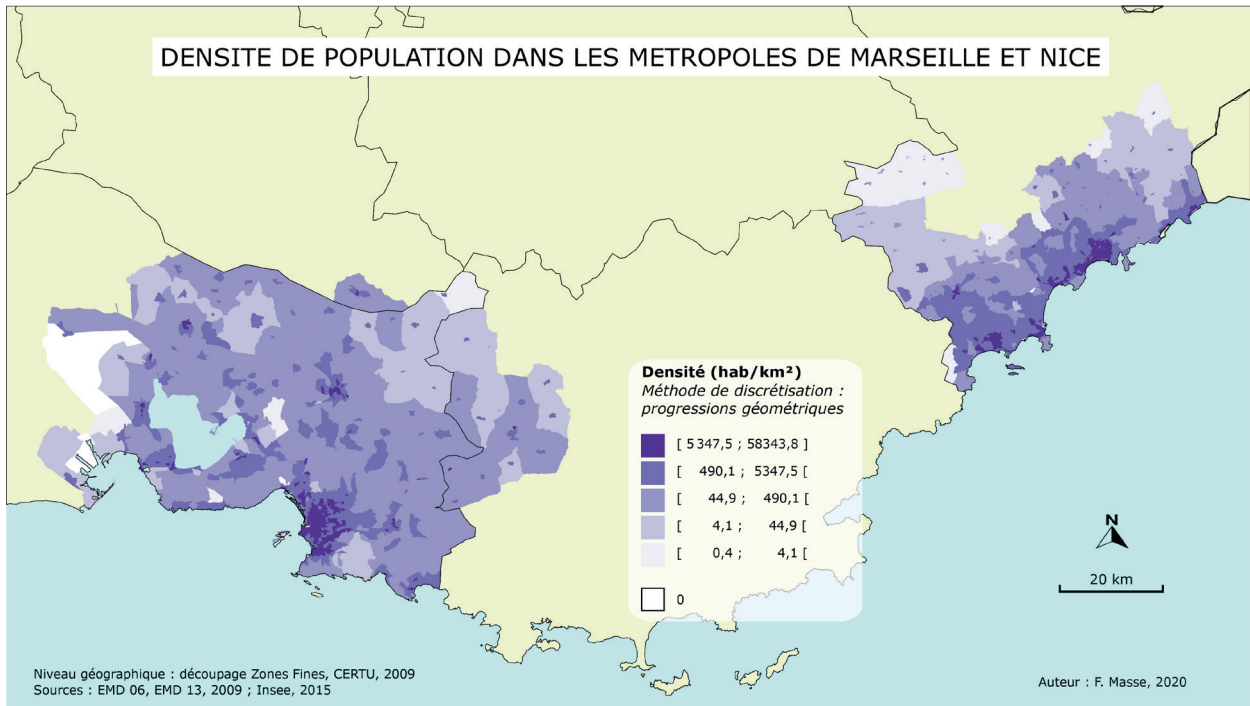 DENSITE DE POPULATION DANS LES METROPOLES DE MARSEILLE ET NICE
Densité (hab/km²)
Méthode de discrétisation :
progressions géométriques
[ 5 347,5 ; 58343,8 ]
[ 490,1 ; 5347,5 [
[ 44,9 ; 490,1 [
[ 4,1 ; 44,9 [
[ 0,4 ; 4,1 [
0
N
20 km
Niveau géographique : découpage Zones Fines, CERTU, 2009
Sources : EMD 06, EMD 13, 2009 ; Insee, 2015
Auteur : F. Masse, 2020